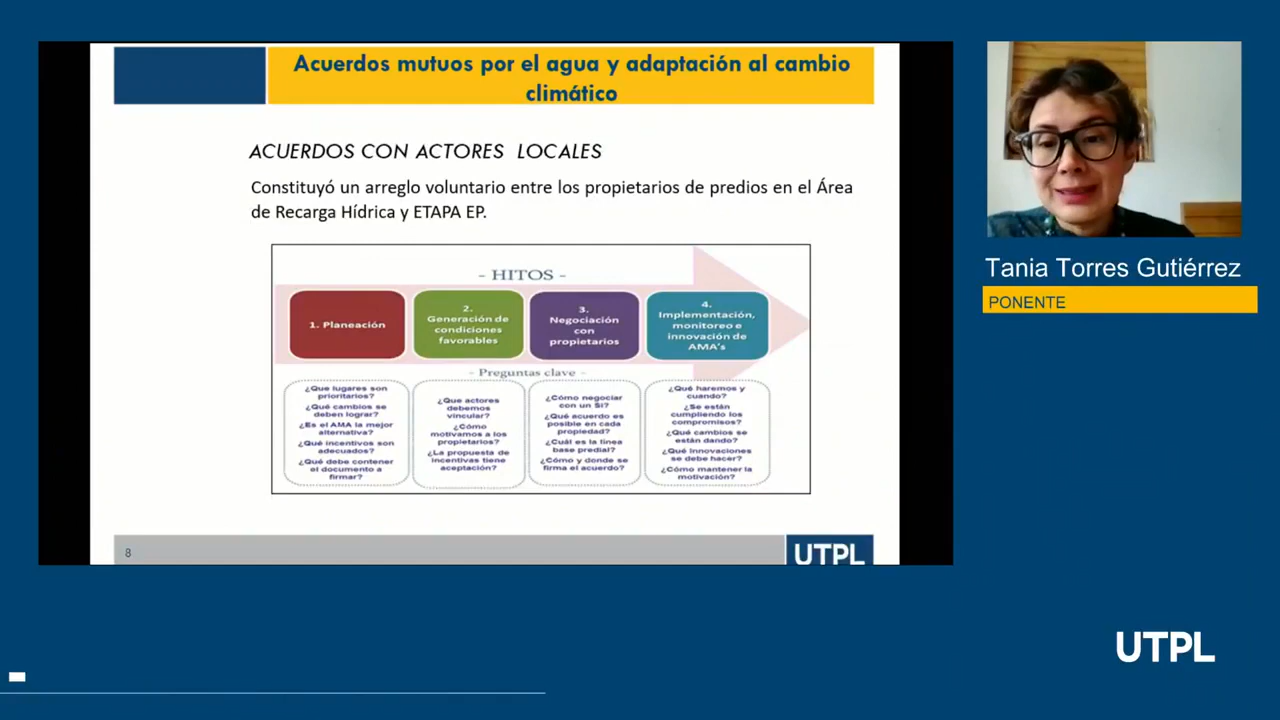 Acuerdos mutuos por el agua y adaptación al cambio
climático
ACUERDOS CON ACTORES LOCALES
Constituyó un arreglo voluntario entre los propietarios de predios en el Área
de Recarga Hídrica y ETAPA EP.
- HITOS -
1. Planeación
2.
Generación de
condiciones
favorables
3.
Negociación
con
propietarios
4.
Implementación,
monitoreo e
innovación de
AMA's
- Preguntas clave -
¿Que lugares son
prioritarios?
¿Qué cambios se
deben lograr?
¿Es el AMA la mejor
alternativa?
¿Qué incentivos son
adecuados?
¿Qué debe contener
el documento a
firmar?
¿Que actores
debemos
vincular?
¿Cómo
motivamos a los
propietarios?
¿La propuesta de
incentivas tiene
aceptación?
¿Cómo negociar
con un Sí?
¿Qué acuerdo es
posible en cada
propiedad?
¿Cuál es la línea
base predial?
¿Cómo y donde se
firma el acuerdo?
¿Qué haremos y
cuando?
¿Se están
cumpliendo los
compromisos?
¿Qué cambios se
están dando?
¿Qué innovaciones
se debe hacer?
¿Cómo mantener la
motivación?
8
UTPL
Tania Torres Gutiérrez
PONENTE
UTPL